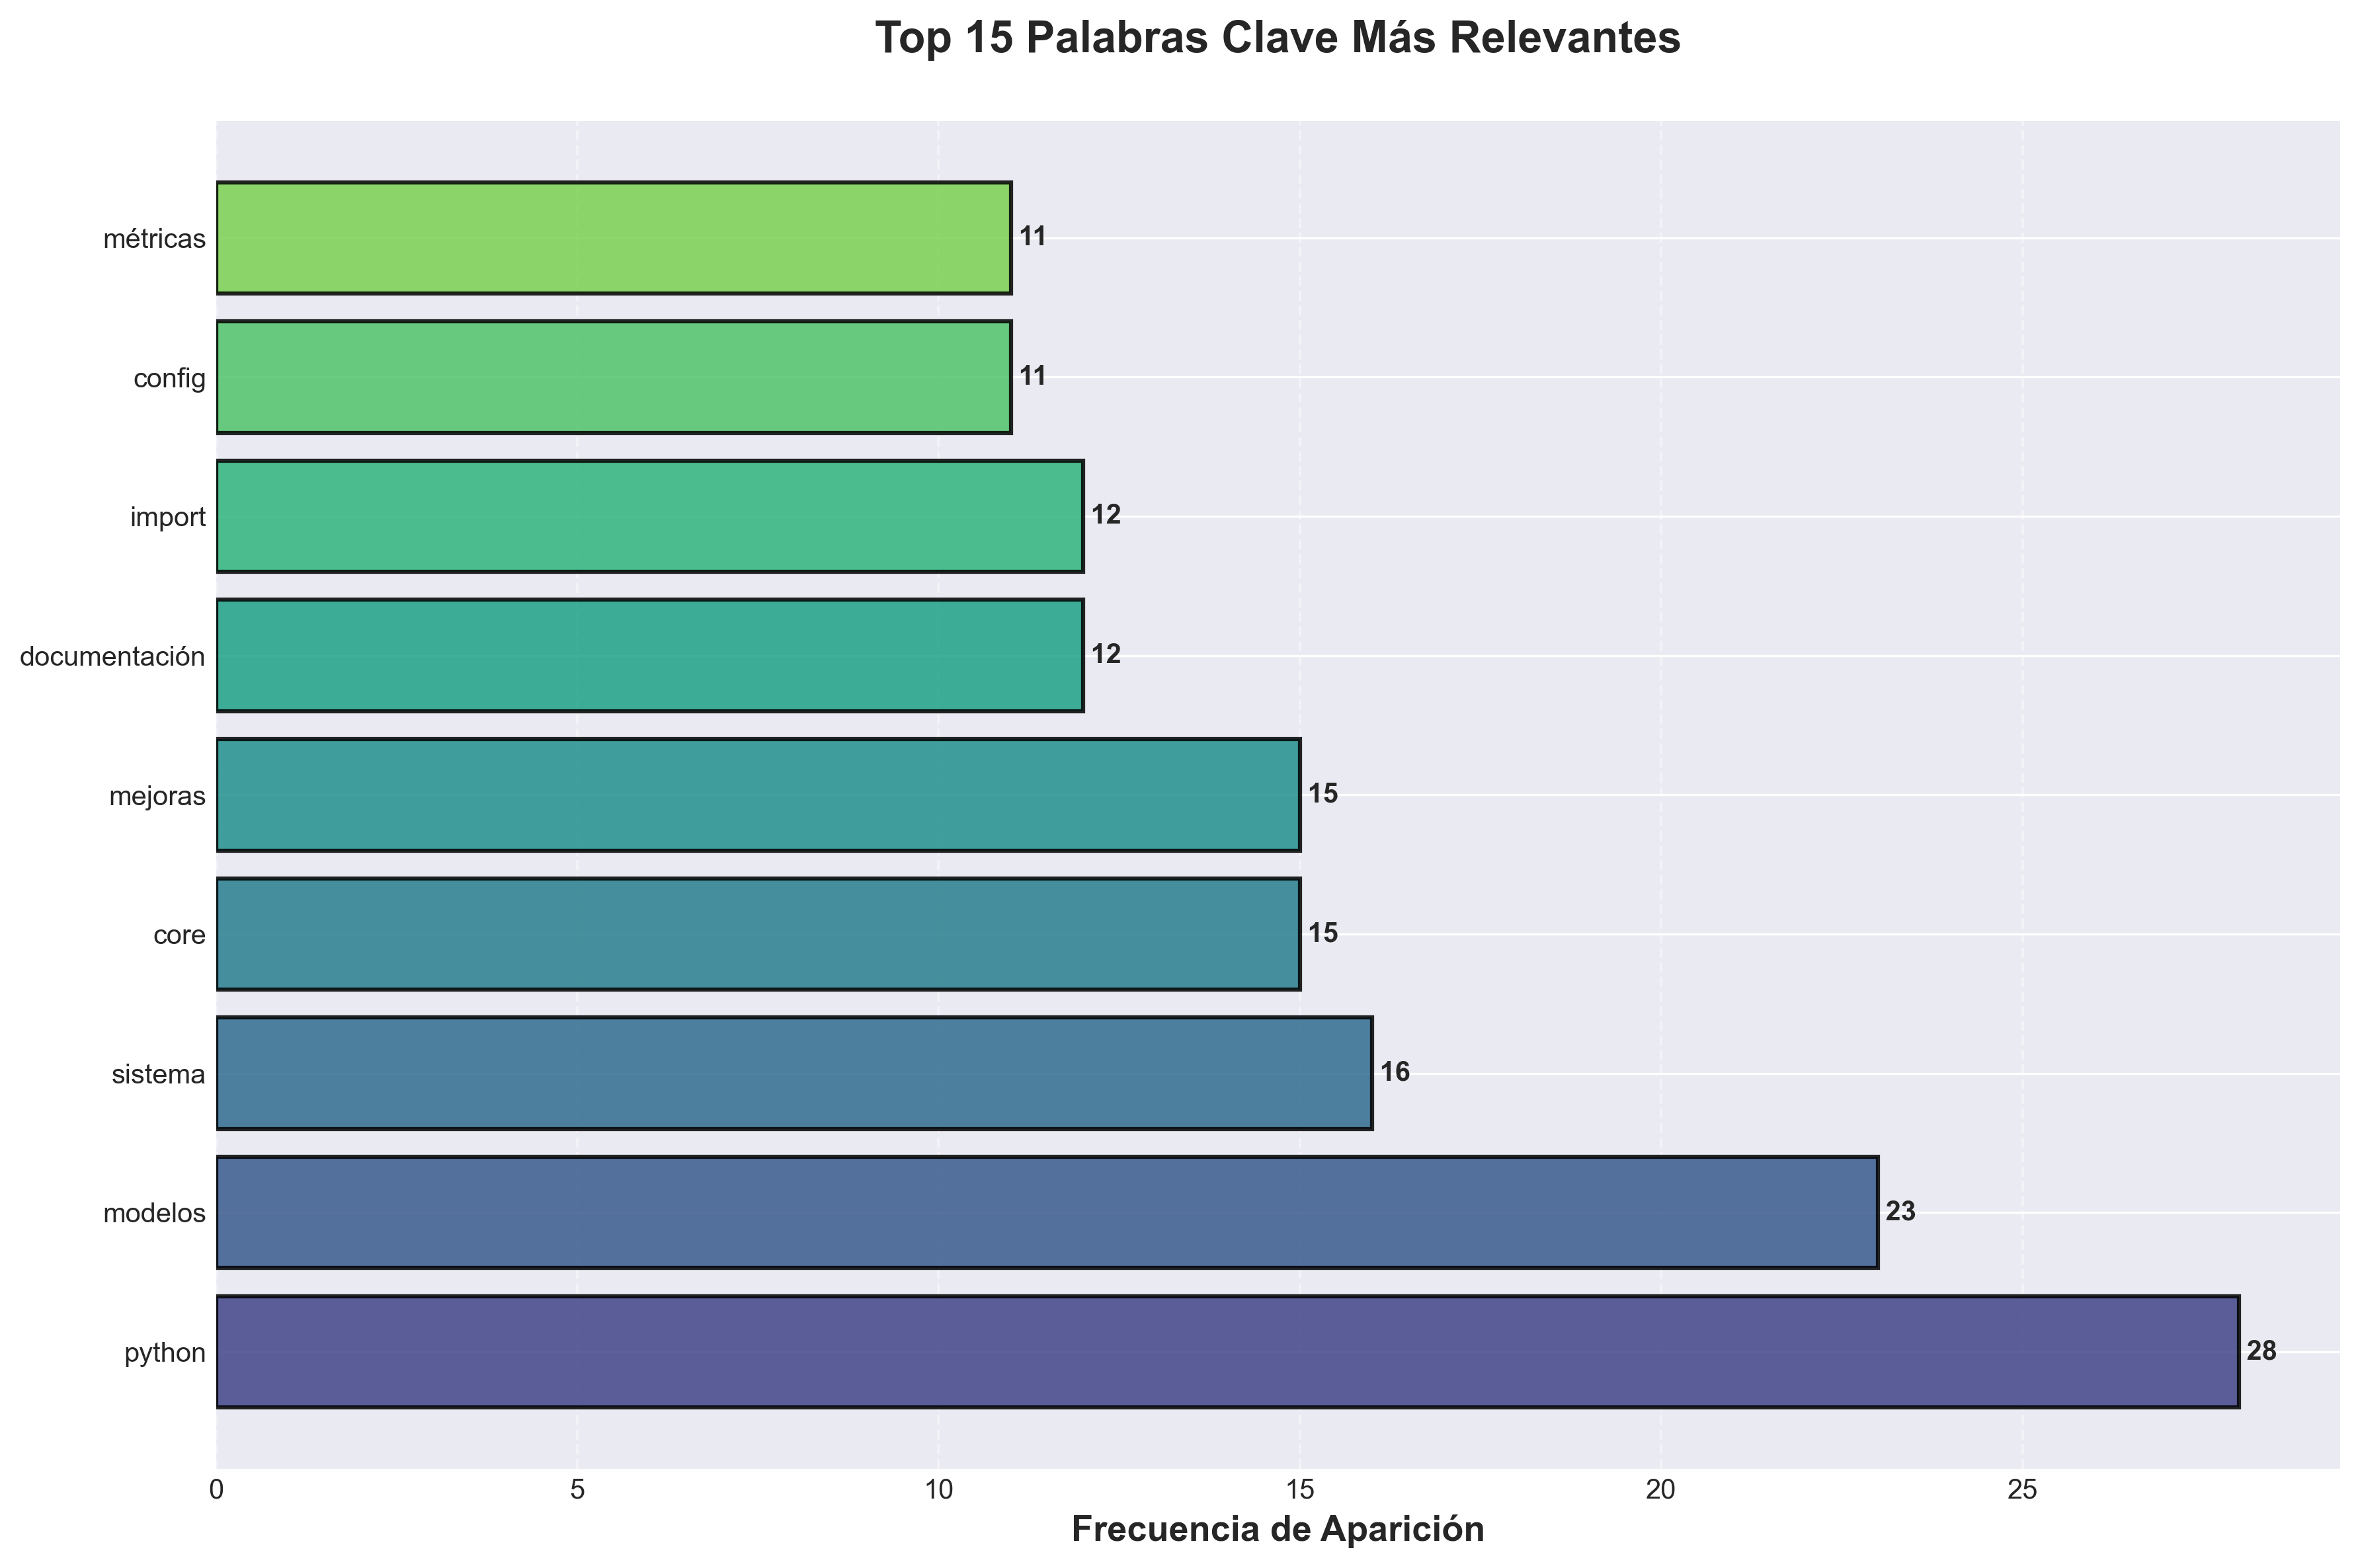 Top 15 Palabras Clave Más Relevantes
métricas 11
config 11
import 12
documentación 12
mejoras 15
core 15
sistema 16
modelos 23
python 28
0 5 10 15 20 25
Frecuencia de Aparición